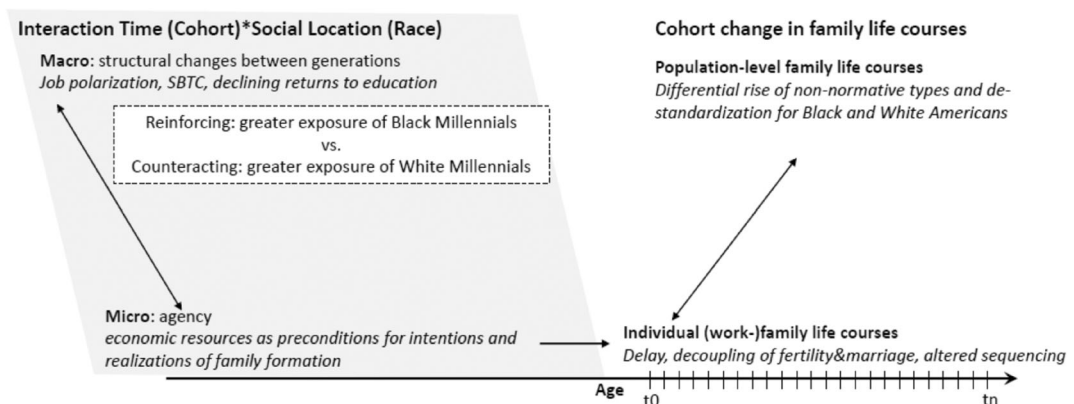 Interaction Time (Cohort)*Social Location (Race)
Macro: structural changes between generations
Job polarization, SBTC, declining returns to education
Reinforcing: greater exposure of Black Millennials
vs.
Counteracting: greater exposure of White Millennials
Micro: agency
economic resources as preconditions for intentions and
realizations of family formation
Cohort change in family life courses
Population-level family life courses
Differential rise of non-normative types and de-
standardization for Black and White Americans
Individual (work-)family life courses
Delay, decoupling of fertility&marriage, altered sequencing
Age
t0
tn